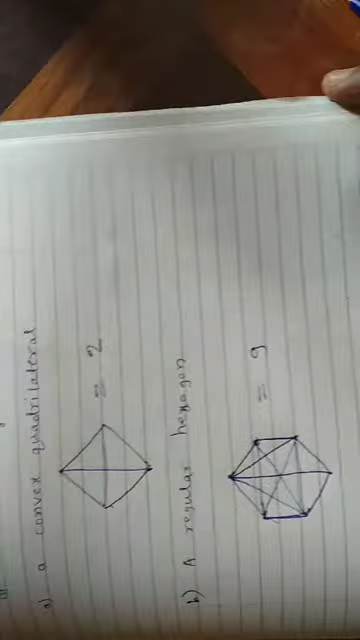 a) a convex quadrilateral
= 2
b) A regular hexagon
= 9